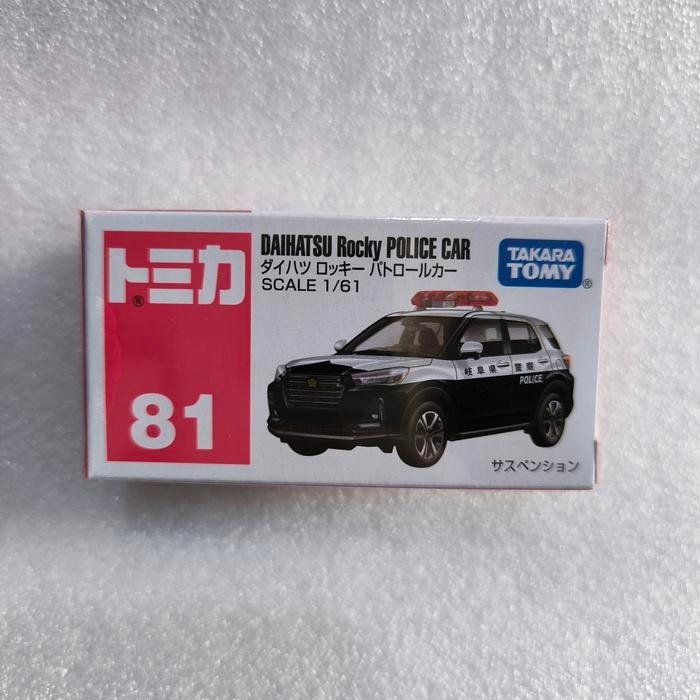 トミカ
®
81
DAIHATSU Rocky POLICE CAR
ダイハツ ロッキー パトロールカー
SCALE 1/61
TAKARA
TOMY
®
岐阜県 警察
POLICE
サスペンション